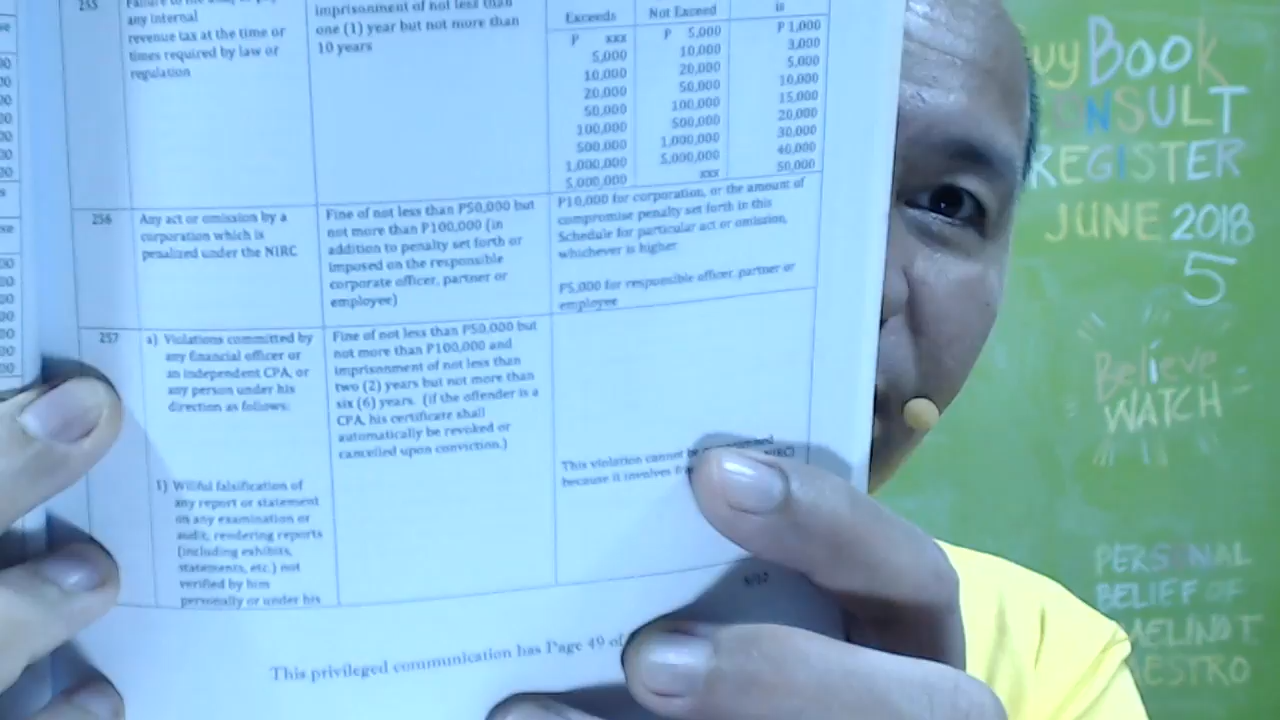 255
any internal
revenue tax at the time or
times required by law or
regulation
imprisonment of not less than
one (1) year but not more than
10 years
Exceeds Not Exceed is
P xxx P 5,000 P 1,000
5,000 10,000 3,000
10,000 20,000 5,000
20,000 50,000 10,000
50,000 100,000 15,000
100,000 500,000 20,000
500,000 1,000,000 30,000
1,000,000 5,000,000 40,000
5,000,000 xxx 50,000
256
Any act or omission by a
corporation which is
penalized under the NIRC
Fine of not less than P50,000 but
not more than P100,000 (in
addition to penalty set forth or
imposed on the responsible
corporate officer, partner or
employee)
P10,000 for corporation, or the amount of
compromise penalty set forth in this
Schedule for particular act or omission,
whichever is higher
P5,000 for responsible officer, partner or
employee
257
a) Violations committed by
any financial officer or
an independent CPA, or
any person under his
direction as follows:
1) Willful falsification of
any report or statement
on any examination or
audit, rendering reports
(including exhibits,
statements, etc.) not
verified by him
personally or under his
Fine of not less than P50,000 but
not more than P100,000 and
imprisonment of not less than
two (2) years but not more than
six (6) years. (if the offender is a
CPA, his certificate shall
automatically be revoked or
cancelled upon conviction.)
This violation cannot be
because it involves NIRC)
This privileged communication has Page 49 of
Book
NSULT
REGISTER
JUNE 2018
5
Believe
WATCH
PERSONAL
BELIEF OF